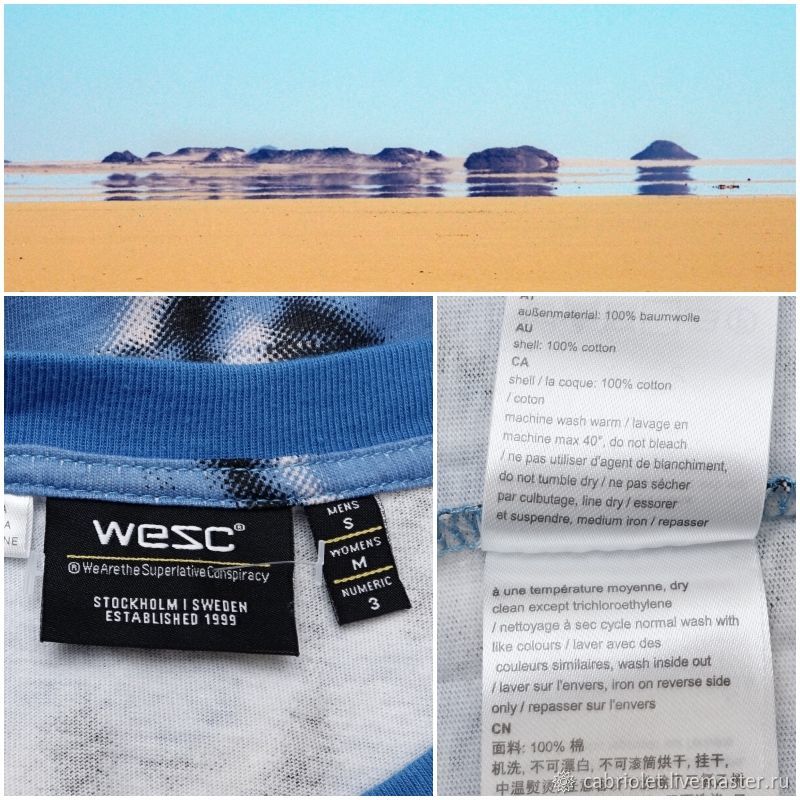 WeSC®
® WeAretheSuperlativeConspiracy
STOCKHOLM | SWEDEN
ESTABLISHED 1999
MENS
S
WOMENS
M
NUMERIC
3
A
A
NE
AT
außenmaterial: 100% baumwolle
AU
shell: 100% cotton
CA
shell / la coque: 100% cotton
/ coton
machine wash warm / lavage en
machine max 40°, do not bleach
/ ne pas utiliser d'agent de blanchiment,
do not tumble dry / ne pas sécher
par culbutage, line dry / essorer
et suspendre, medium iron / repasser
à une température moyenne, dry
clean except trichloroethylene
/ nettoyage à sec cycle normal wash with
like colours / laver avec des
couleurs similaires, wash inside out
/ laver sur l'envers, iron on reverse side
only / repasser sur l'envers
CN
面料: 100% 棉
机洗, 不可漂白, 不可滚筒烘干, 挂干,
中温熨烫
cabriolet.livemaster.ru